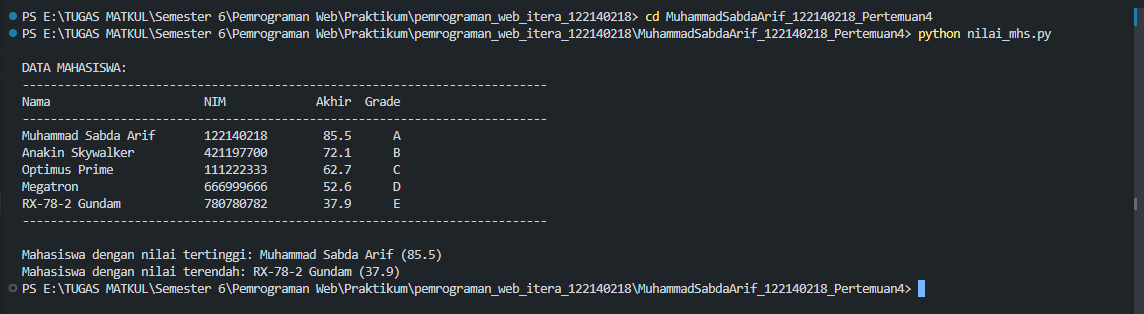 PS E:\TUGAS MATKUL\Semester 6\Pemrograman Web\Praktikum\pemrograman_web_itera_122140218> cd MuhammadSabdaArif_122140218_Pertemuan4
PS E:\TUGAS MATKUL\Semester 6\Pemrograman Web\Praktikum\pemrograman_web_itera_122140218\MuhammadSabdaArif_122140218_Pertemuan4> python nilai_mhs.py
DATA MAHASISWA:
---------------------------------------------------------------------------
Nama NIM Akhir Grade
---------------------------------------------------------------------------
Muhammad Sabda Arif 122140218 85.5 A
Anakin Skywalker 421197700 72.1 B
Optimus Prime 111222333 62.7 C
Megatron 666999666 52.6 D
RX-78-2 Gundam 780780782 37.9 E
---------------------------------------------------------------------------
Mahasiswa dengan nilai tertinggi: Muhammad Sabda Arif (85.5)
Mahasiswa dengan nilai terendah: RX-78-2 Gundam (37.9)
PS E:\TUGAS MATKUL\Semester 6\Pemrograman Web\Praktikum\pemrograman_web_itera_122140218\MuhammadSabdaArif_122140218_Pertemuan4>